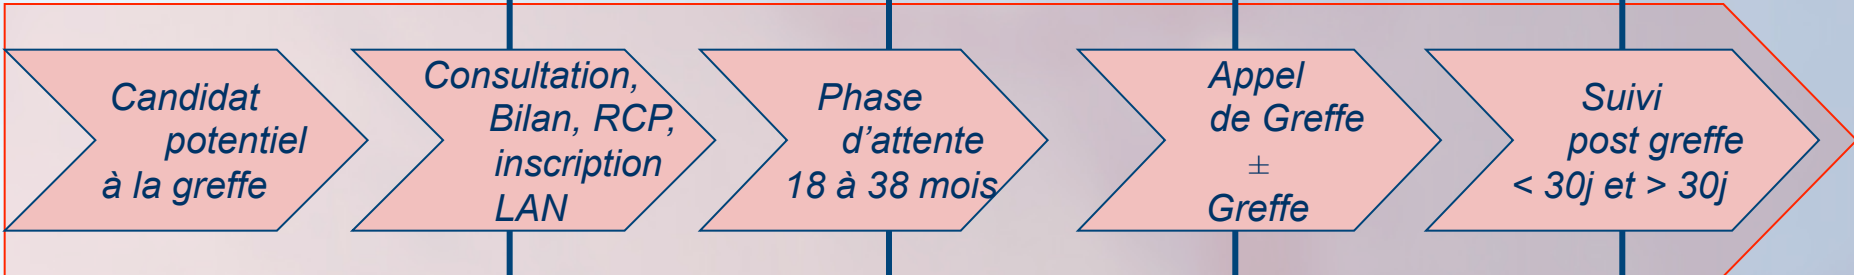 Candidat
potentiel
à la greffe
Consultation,
Bilan, RCP,
inscription
LAN
Phase
d’attente
18 à 38 mois
Appel
de Greffe
±
Greffe
Suivi
post greffe
< 30j et > 30j